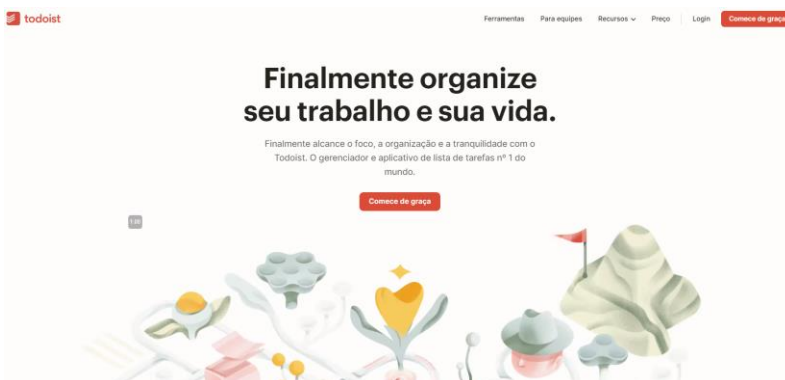 todoist
Ferramentas Para equipes Recursos Preço Login Comece de graça
Finalmente organize
seu trabalho e sua vida.
Finalmente alcance o foco, a organização e a tranquilidade com o
Todoist. O gerenciador e aplicativo de lista de tarefas nº 1 do
mundo.
Comece de graça